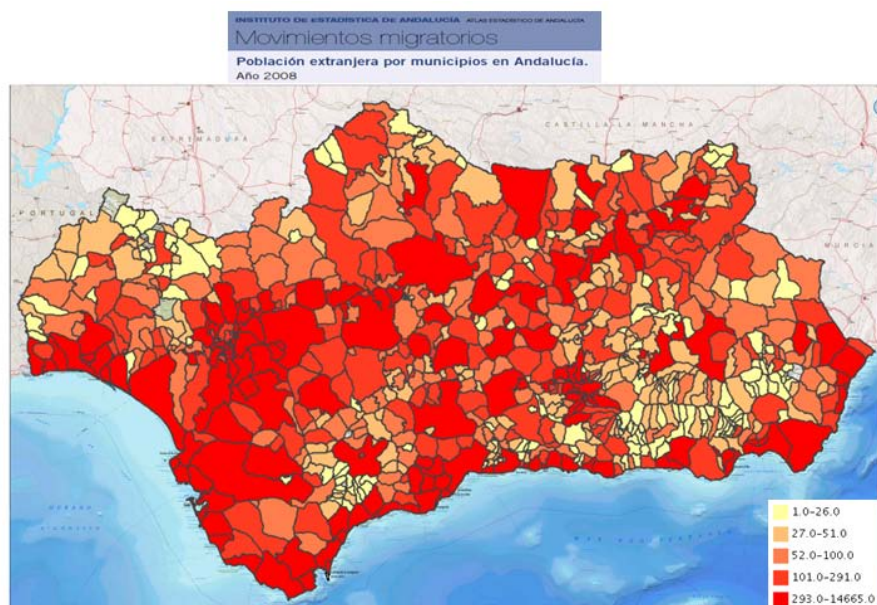 INSTITUTO DE ESTADÍSTICA DE ANDALUCÍA ATLAS ESTADÍSTICO DE ANDALUCÍA
Movimientos migratorios
Población extranjera por municipios en Andalucía.
Año 2008
EXTREMADURA
CASTILLA-LA MANCHA
PORTUGAL
MURCIA
1.0–26.0
27.0–51.0
52.0–100.0
101.0–291.0
293.0–14665.0